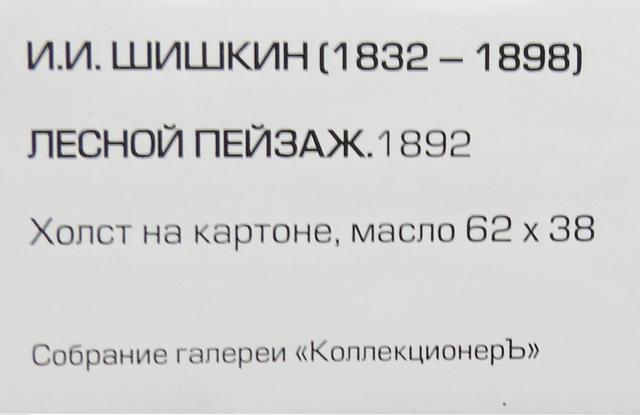 И.И. ШИШКИН (1832 – 1898)
ЛЕСНОЙ ПЕЙЗАЖ.1892
Холст на картоне, масло 62 x 38
Собрание галереи «КоллекционерЪ»